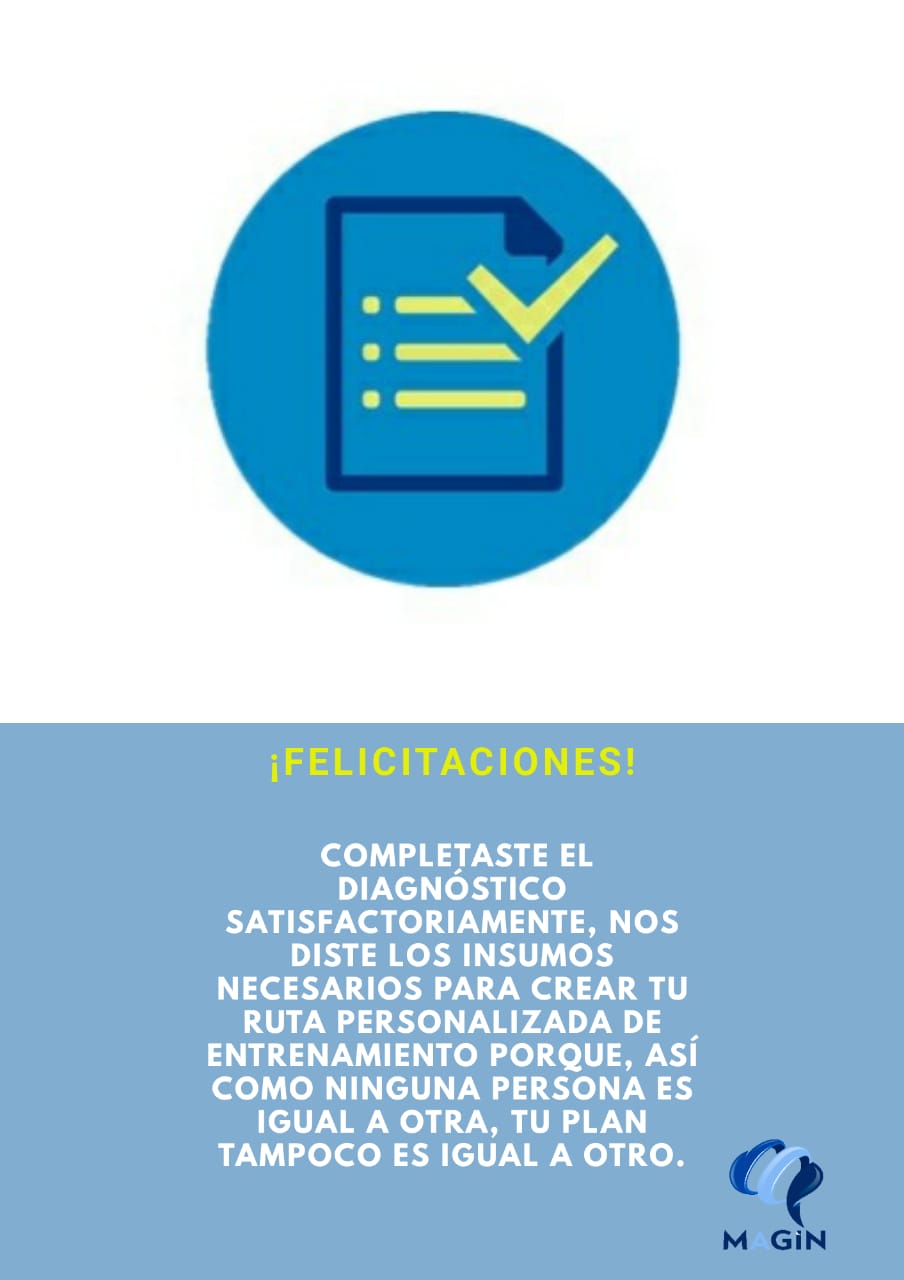 ¡FELICITACIONES!
COMPLETASTE EL
DIAGNÓSTICO
SATISFACTORIAMENTE, NOS
DISTE LOS INSUMOS
NECESARIOS PARA CREAR TU
RUTA PERSONALIZADA DE
ENTRENAMIENTO PORQUE, ASÍ
COMO NINGUNA PERSONA ES
IGUAL A OTRA, TU PLAN
TAMPOCO ES IGUAL A OTRO.
MAGiN